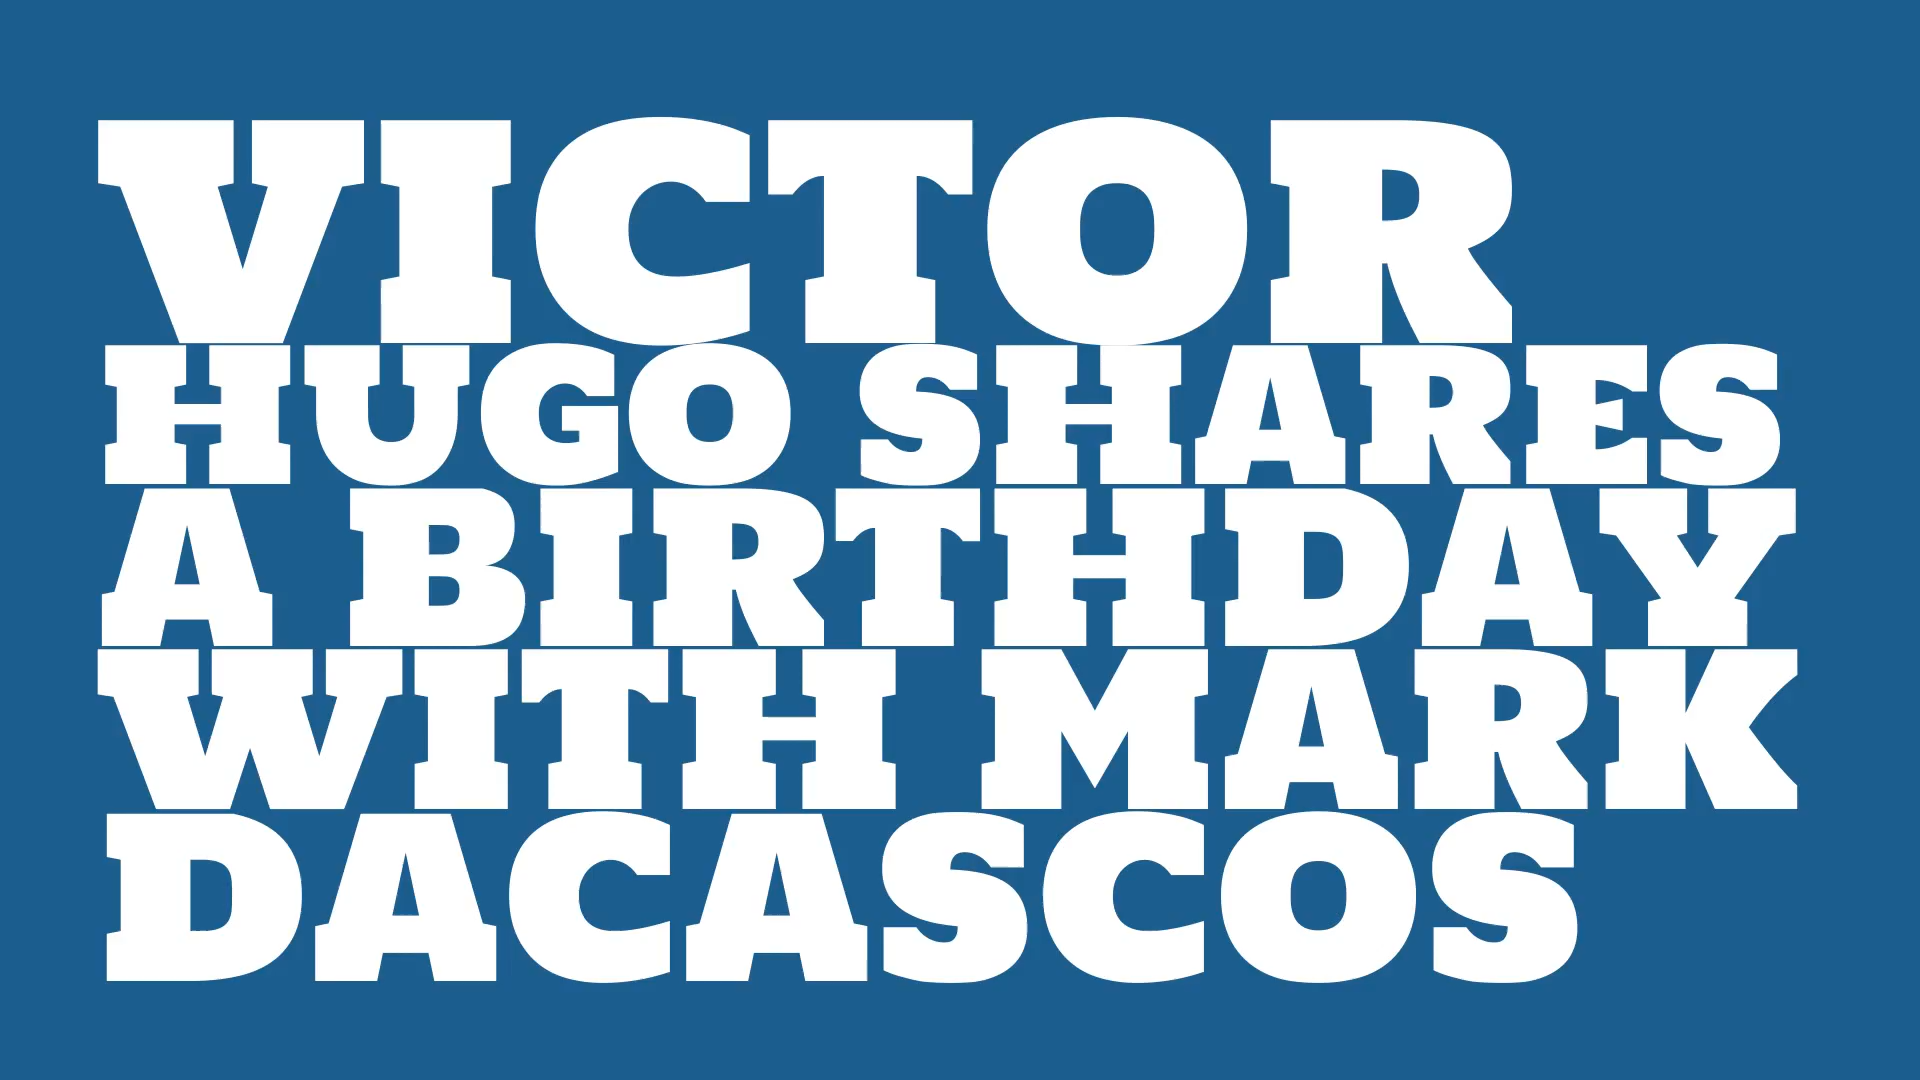 VICTOR
HUGO SHARES
A BIRTHDAY
WITH MARK
DACASCOS